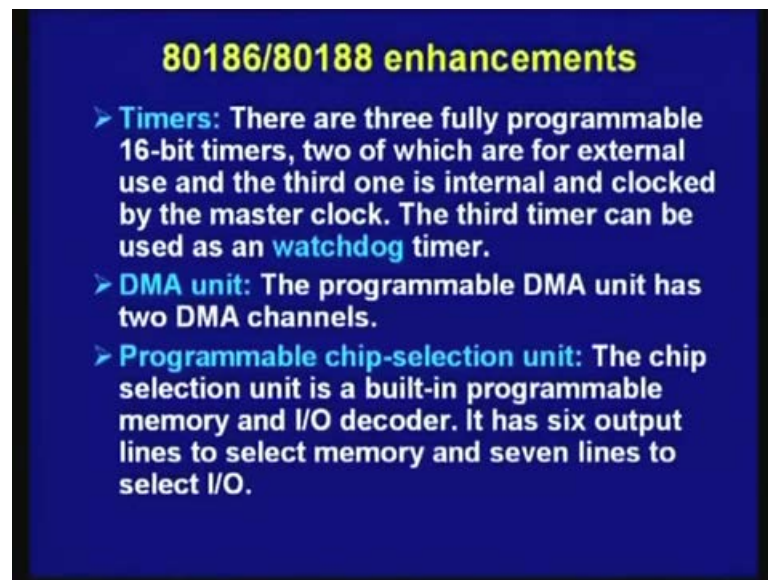 80186/80188 enhancements
➢ Timers: There are three fully programmable
16-bit timers, two of which are for external
use and the third one is internal and clocked
by the master clock. The third timer can be
used as an watchdog timer.
➢ DMA unit: The programmable DMA unit has
two DMA channels.
➢ Programmable chip-selection unit: The chip
selection unit is a built-in programmable
memory and I/O decoder. It has six output
lines to select memory and seven lines to
select I/O.